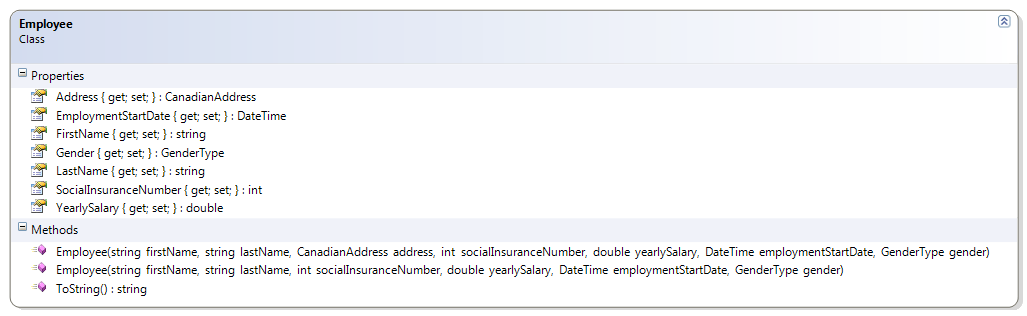 Employee
Class
Properties
Address { get; set; } : CanadianAddress
EmploymentStartDate { get; set; } : DateTime
FirstName { get; set; } : string
Gender { get; set; } : GenderType
LastName { get; set; } : string
SocialInsuranceNumber { get; set; } : int
YearlySalary { get; set; } : double
Methods
Employee(string firstName, string lastName, CanadianAddress address, int socialInsuranceNumber, double yearlySalary, DateTime employmentStartDate, GenderType gender)
Employee(string firstName, string lastName, int socialInsuranceNumber, double yearlySalary, DateTime employmentStartDate, GenderType gender)
ToString() : string